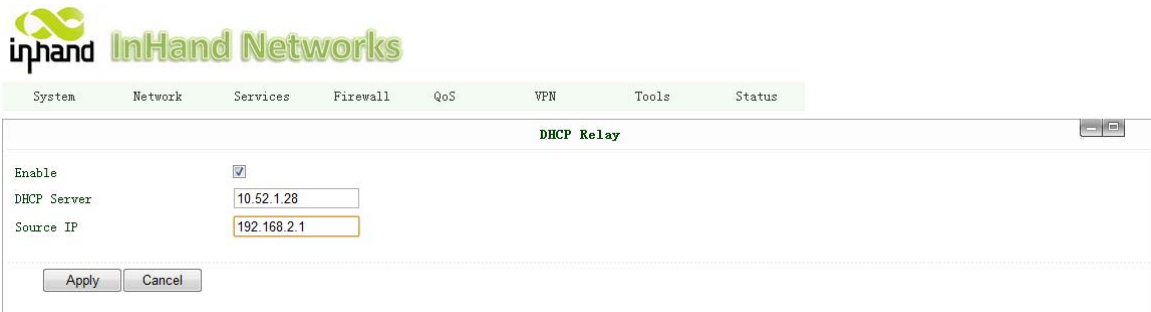 inhand InHand Networks
System Network Services Firewall QoS VPN Tools Status
DHCP Relay
Enable
DHCP Server 10.52.1.28
Source IP 192.168.2.1
Apply Cancel